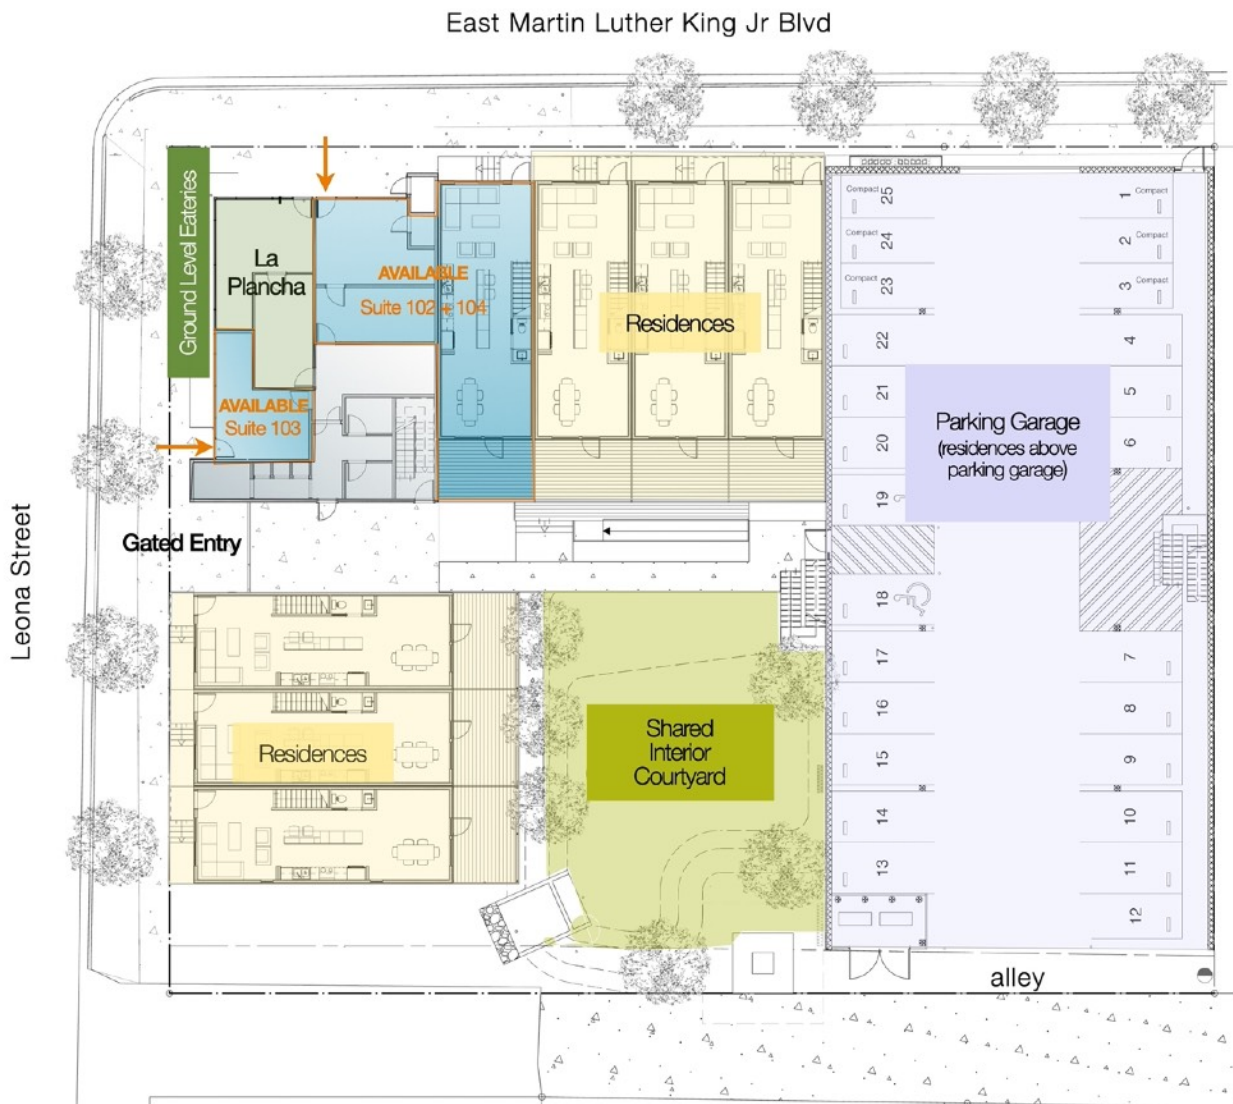 East Martin Luther King Jr Blvd
Ground Level Eateries
La
Plancha
AVAILABLE
Suite 102 + 104
AVAILABLE
Suite 103
Residences
Compact 25
Compact 24
Compact 23
22
21
20
19
18
17
16
15
14
13
1 Compact
2 Compact
3 Compact
4
5
6
7
8
9
10
11
12
Parking Garage
(residences above
parking garage)
Leona Street
Gated Entry
Residences
Shared
Interior
Courtyard
alley